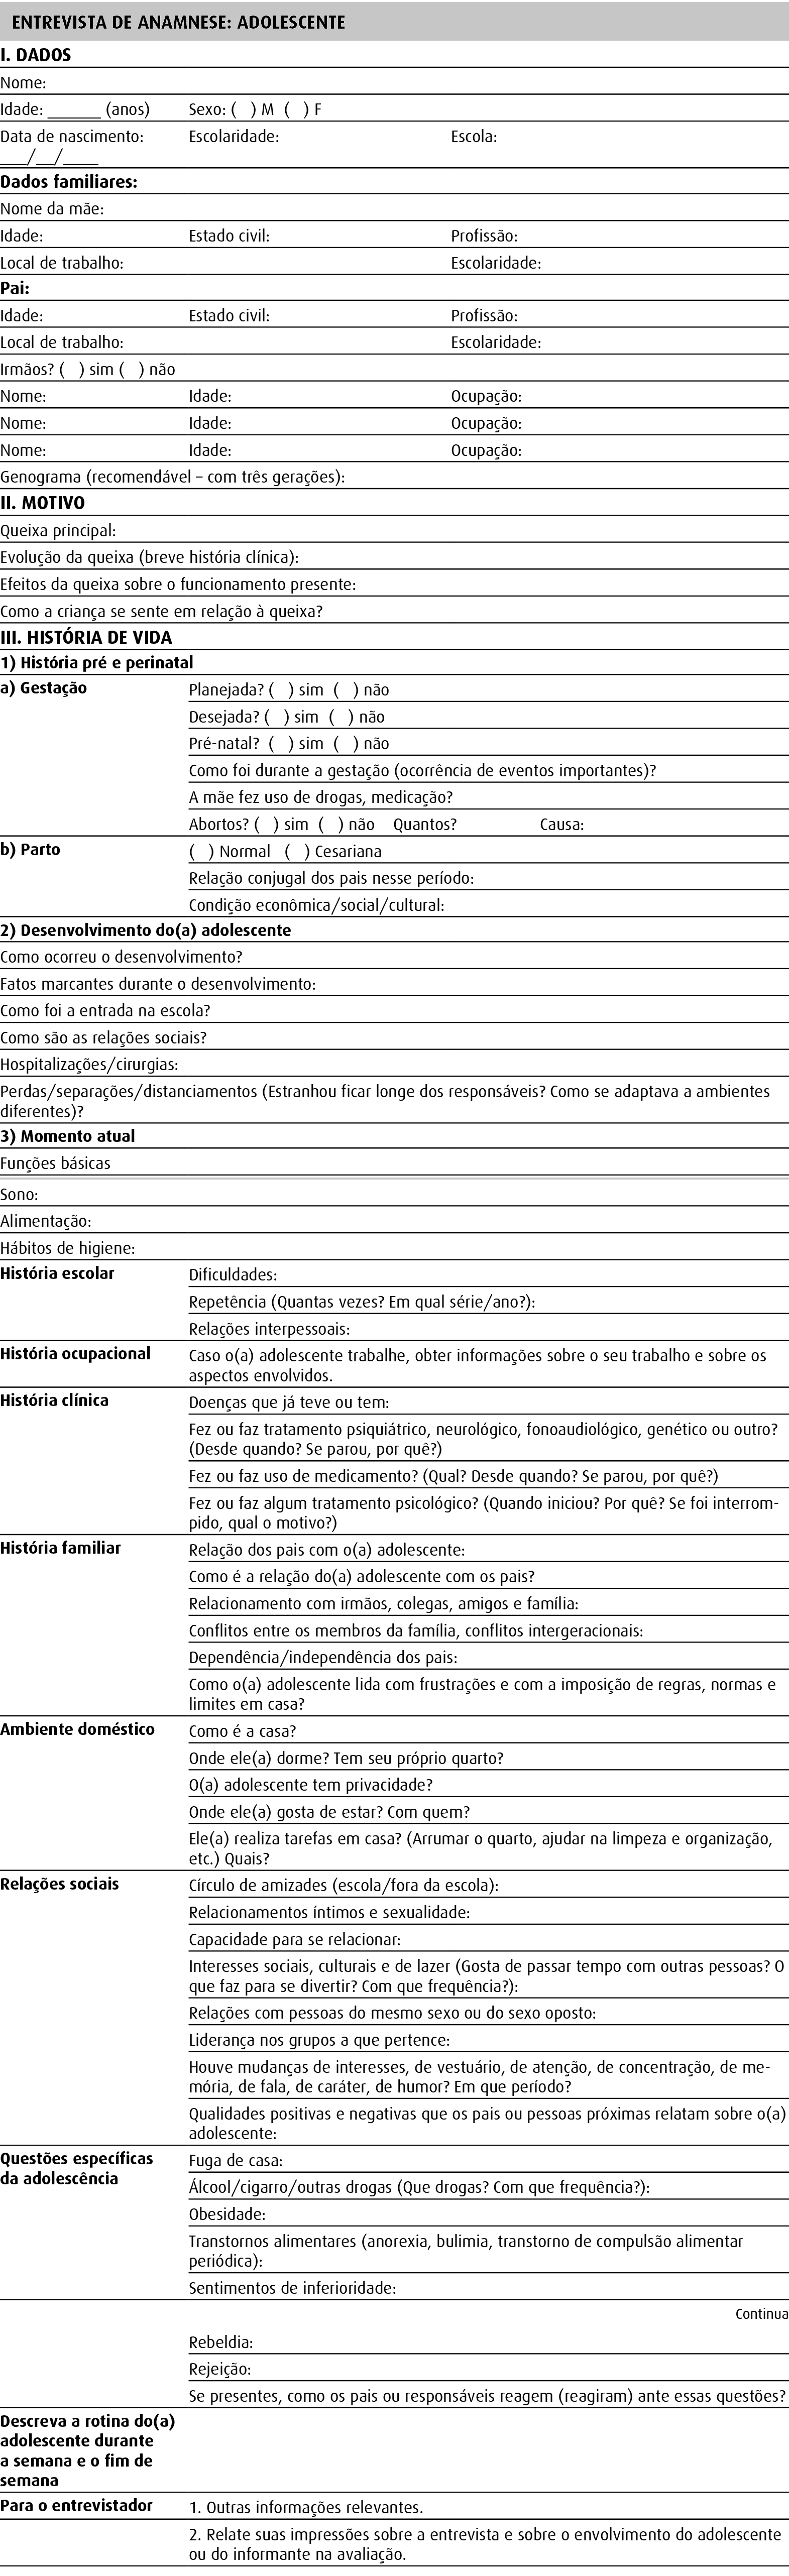 ENTREVISTA DE ANAMNESE: ADOLESCENTE
I. DADOS
Nome:
Idade: ______ (anos) Sexo: ( ) M ( ) F
Data de nascimento: Escolaridade: Escola:
___/__/____
Dados familiares:
Nome da mãe:
Idade: Estado civil: Profissão:
Local de trabalho: Escolaridade:
Pai:
Idade: Estado civil: Profissão:
Local de trabalho: Escolaridade:
Irmãos? ( ) sim ( ) não
Nome: Idade: Ocupação:
Nome: Idade: Ocupação:
Nome: Idade: Ocupação:
Genograma (recomendável – com três gerações):
II. MOTIVO
Queixa principal:
Evolução da queixa (breve história clínica):
Efeitos da queixa sobre o funcionamento presente:
Como a criança se sente em relação à queixa?
III. HISTÓRIA DE VIDA
1) História pré e perinatal
a) Gestação Planejada? ( ) sim ( ) não
Desejada? ( ) sim ( ) não
Pré-natal? ( ) sim ( ) não
Como foi durante a gestação (ocorrência de eventos importantes)?
A mãe fez uso de drogas, medicação?
Abortos? ( ) sim ( ) não Quantos? Causa:
b) Parto ( ) Normal ( ) Cesariana
Relação conjugal dos pais nesse período:
Condição econômica/social/cultural:
2) Desenvolvimento do(a) adolescente
Como ocorreu o desenvolvimento?
Fatos marcantes durante o desenvolvimento:
Como foi a entrada na escola?
Como são as relações sociais?
Hospitalizações/cirurgias:
Perdas/separações/distanciamentos (Estranhou ficar longe dos responsáveis? Como se adaptava a ambientes
diferentes)?
3) Momento atual
Funções básicas
Sono:
Alimentação:
Hábitos de higiene:
História escolar Dificuldades:
Repetência (Quantas vezes? Em qual série/ano?):
Relações interpessoais:
História ocupacional Caso o(a) adolescente trabalhe, obter informações sobre o seu trabalho e sobre os
aspectos envolvidos.
História clínica Doenças que já teve ou tem:
Fez ou faz tratamento psiquiátrico, neurológico, fonoaudiológico, genético ou outro?
(Desde quando? Se parou, por quê?)
Fez ou faz uso de medicamento? (Qual? Desde quando? Se parou, por quê?)
Fez ou faz algum tratamento psicológico? (Quando iniciou? Por quê? Se foi interrom-
pido, qual o motivo?)
História familiar Relação dos pais com o(a) adolescente:
Como é a relação do(a) adolescente com os pais?
Relacionamento com irmãos, colegas, amigos e família:
Conflitos entre os membros da família, conflitos intergeracionais:
Dependência/independência dos pais:
Como o(a) adolescente lida com frustrações e com a imposição de regras, normas e
limites em casa?
Ambiente doméstico Como é a casa?
Onde ele(a) dorme? Tem seu próprio quarto?
O(a) adolescente tem privacidade?
Onde ele(a) gosta de estar? Com quem?
Ele(a) realiza tarefas em casa? (Arrumar o quarto, ajudar na limpeza e organização,
etc.) Quais?
Relações sociais Círculo de amizades (escola/fora da escola):
Relacionamentos íntimos e sexualidade:
Capacidade para se relacionar:
Interesses sociais, culturais e de lazer (Gosta de passar tempo com outras pessoas? O
que faz para se divertir? Com que frequência?):
Relações com pessoas do mesmo sexo ou do sexo oposto:
Liderança nos grupos a que pertence:
Houve mudanças de interesses, de vestuário, de atenção, de concentração, de me-
mória, de fala, de caráter, de humor? Em que período?
Qualidades positivas e negativas que os pais ou pessoas próximas relatam sobre o(a)
adolescente:
Questões específicas Fuga de casa:
da adolescência
Álcool/cigarro/outras drogas (Que drogas? Com que frequência?):
Obesidade:
Transtornos alimentares (anorexia, bulimia, transtorno de compulsão alimentar
periódica):
Sentimentos de inferioridade:
Continua
Rebeldia:
Rejeição:
Se presentes, como os pais ou responsáveis reagem (reagiram) ante essas questões?
Descreva a rotina do(a)
adolescente durante
a semana e o fim de
semana
Para o entrevistador 1. Outras informações relevantes.
2. Relate suas impressões sobre a entrevista e sobre o envolvimento do adolescente
ou do informante na avaliação.